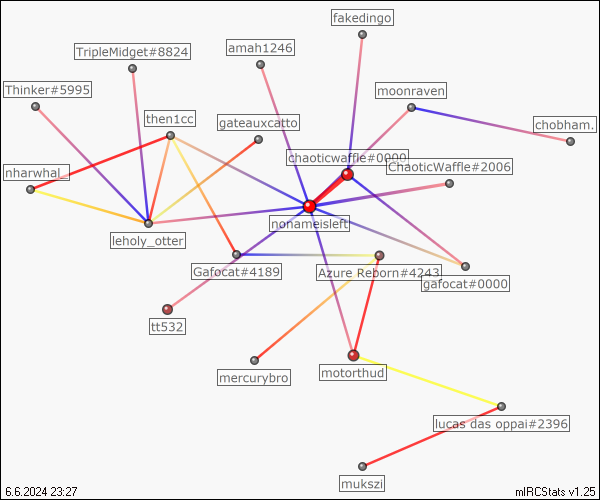 fakedingo
amah1246
TripleMidget#8824
Thinker#5995
moonraven
then1cc
gateauxcatto
chobham.
chaoticwaffle#0000
ChaoticWaffle#2006
nharwhal_
nonameisleft
leholy_otter
Gafocat#4189
Azure Reborn#4243
gafocat#0000
tt532
motorthud
mercurybro
lucas das oppai#2396
mukszi
6.6.2024 23:27
mIRCStats v1.25